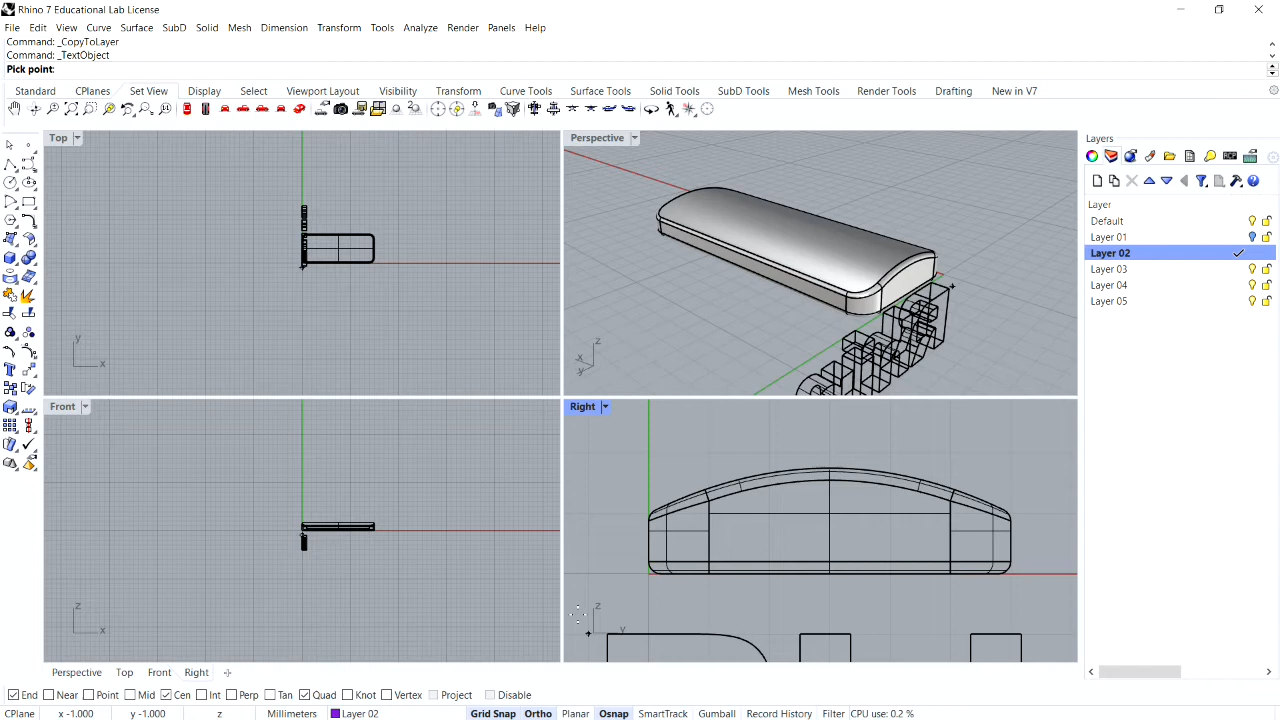 Rhino 7 Educational Lab License
File Edit View Curve Surface SubD Solid Mesh Dimension Transform Tools Analyze Render Panels Help
Command: _CopyToLayer
Command: _TextObject
Pick point:
Standard CPlanes Set View Display Select Viewport Layout Visibility Transform Curve Tools Surface Tools Solid Tools SubD Tools Mesh Tools Render Tools Drafting New in V7
Top
Perspective
Layers
Layer
Default
Layer 01
Layer 02
Layer 03
Layer 04
Layer 05
y
x
z
x
y
Front
Right
z
x
z
y
Perspective Top Front Right
End Near Point Mid Cen Int Perp Tan Quad Knot Vertex Project Disable
CPlane x -1.000 y -1.000 z Millimeters Layer 02 Grid Snap Ortho Planar Osnap SmartTrack Gumball Record History Filter CPU use: 0.2 %